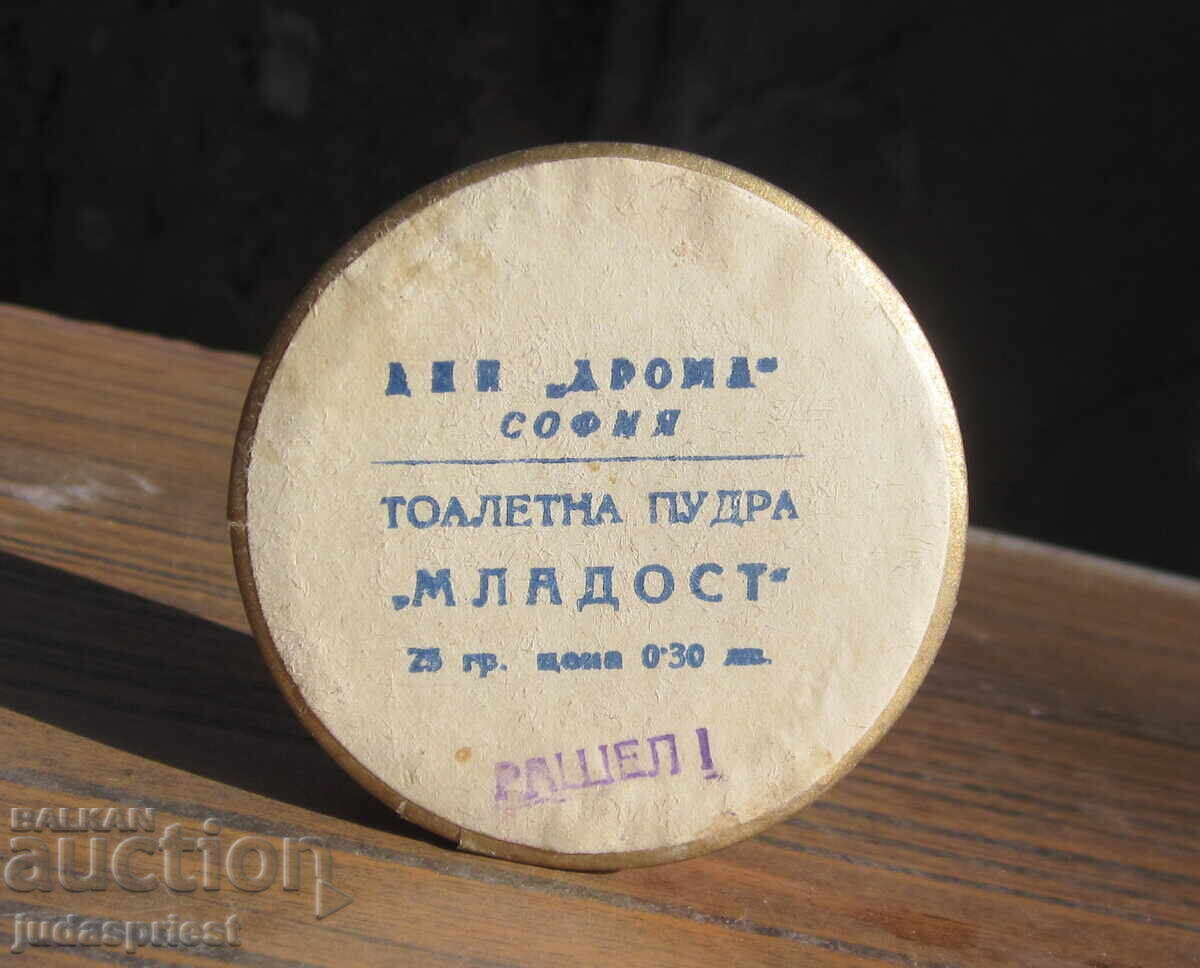 ДИП „АРОМА“
СОФИЯ
ТОАЛЕТНА ПУДРА
„МЛАДОСТ“
25 гр. цена 0·30 лв.
РАШЕЛ I
BALKAN
auction
judaspriest